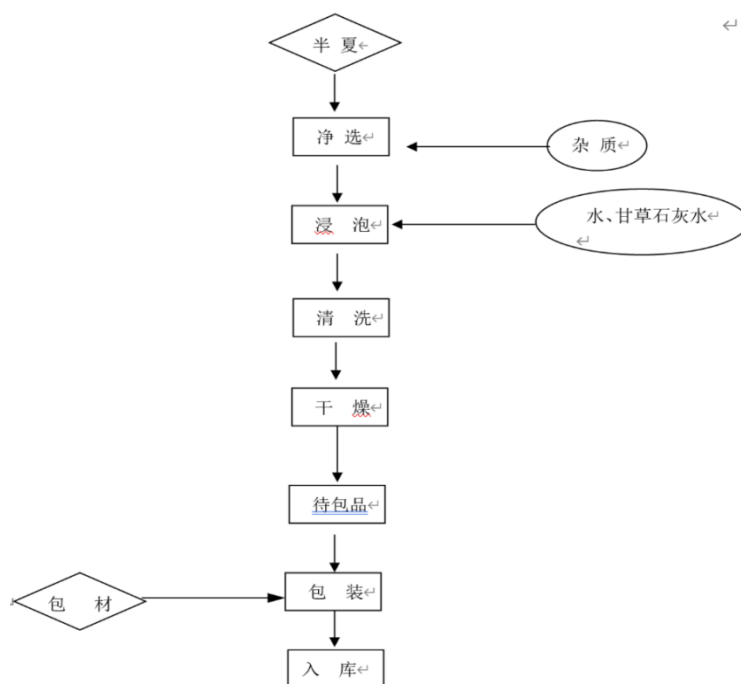 半 夏
净 选
杂 质
浸 泡
水、甘草石灰水
清 洗
干 燥
待包品
包 材
包 装
入 库